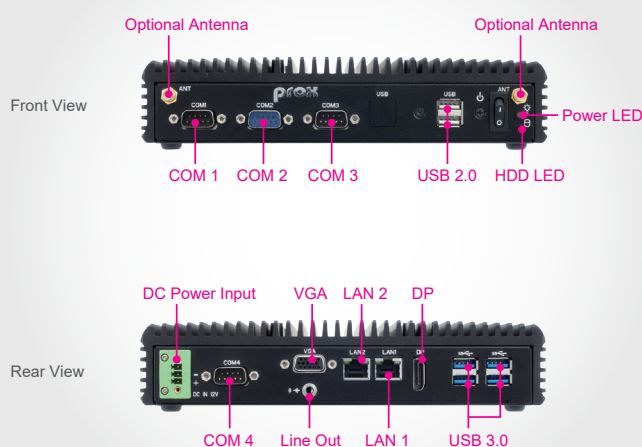 Optional Antenna
Optional Antenna
ANT
prox
USB
USB
ANT
COM1
COM2
COM3
Front View
Power LED
COM 1
COM 2
COM 3
USB 2.0
HDD LED
DC Power Input
VGA
LAN 2
DP
VGA
LAN2
LAN1
DP
COM4
Rear View
DC IN 12V
COM 4
Line Out
LAN 1
USB 3.0